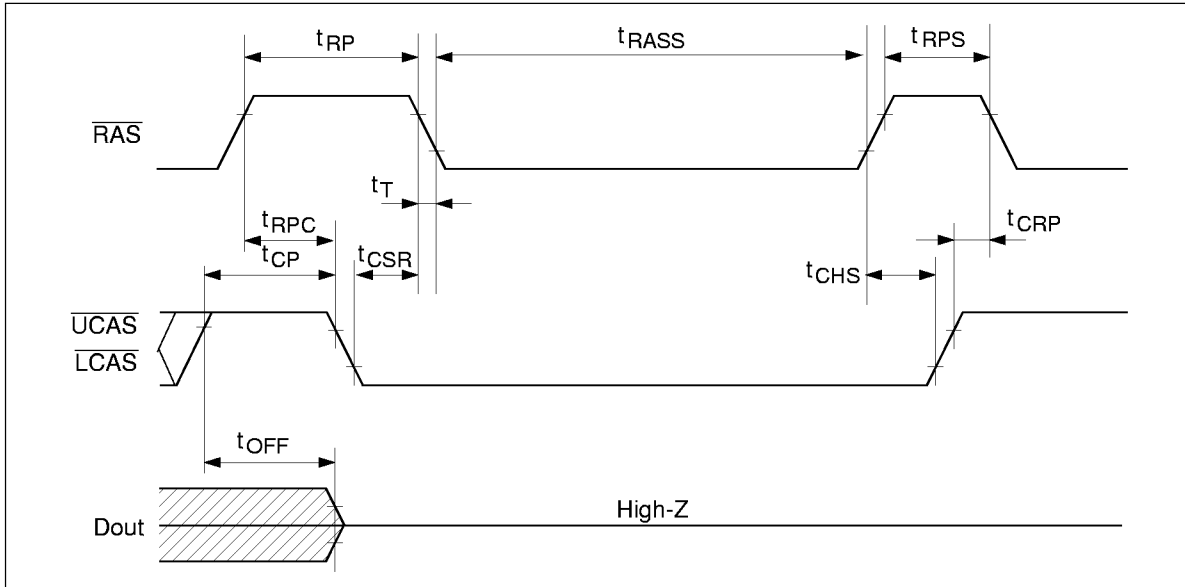 tRP
tRASS
tRPS
RAS
tT
tRPC
tCRP
tCP
tCSR
tCHS
UCAS
LCAS
tOFF
High-Z
Dout